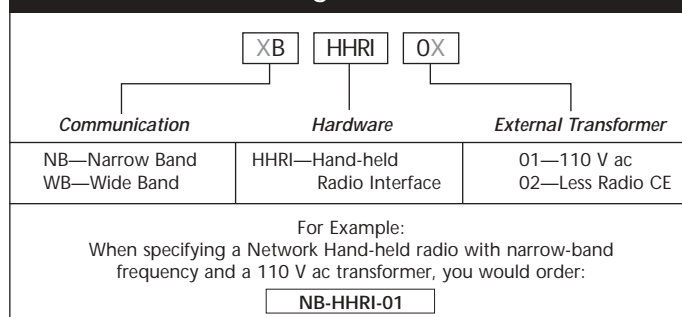 XB HHRI 0X
Communication Hardware External Transformer
NB—Narrow Band HHRI—Hand-held 01—110 V ac
WB—Wide Band Radio Interface 02—Less Radio CE
For Example:
When specifying a Network Hand-held radio with narrow-band
frequency and a 110 V ac transformer, you would order:
NB-HHRI-01